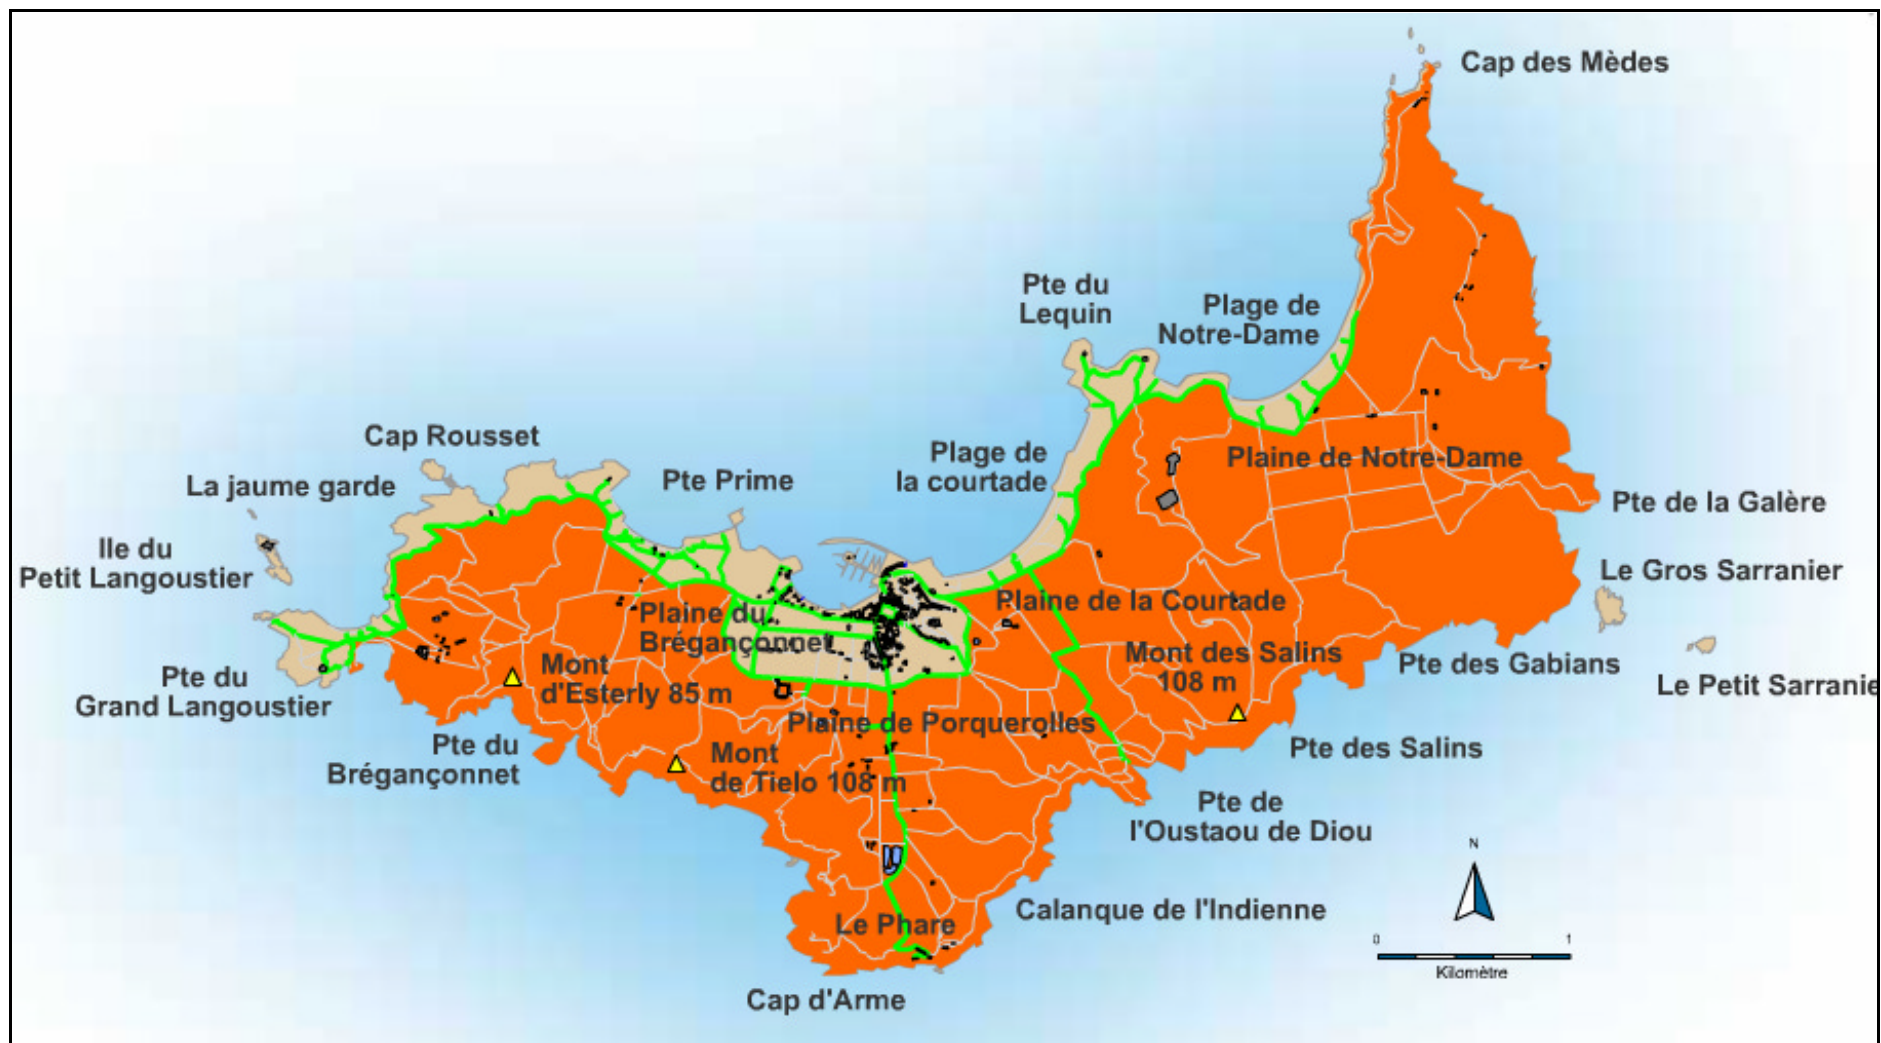 Cap des Mèdes
Pte du
Lequin
Plage de
Notre-Dame
Cap Rousset
Plage de
la courtade
Plaine de Notre-Dame
La jaume garde
Pte Prime
Pte de la Galère
Ile du
Petit Langoustier
Le Gros Sarranier
Plaine du
Brégançonnet
Plaine de la Courtade
Mont des Salins
108 m
Pte des Gabians
Pte du
Grand Langoustier
Mont
d'Esterly 85 m
Le Petit Sarranie
Plaine de Porquerolles
Pte du
Brégançonnet
Mont
de Tielo 108 m
Pte des Salins
Pte de
l'Oustaou de Diou
N
Le Phare
Calanque de l'Indienne
0 1
Kilomètre
Cap d'Arme